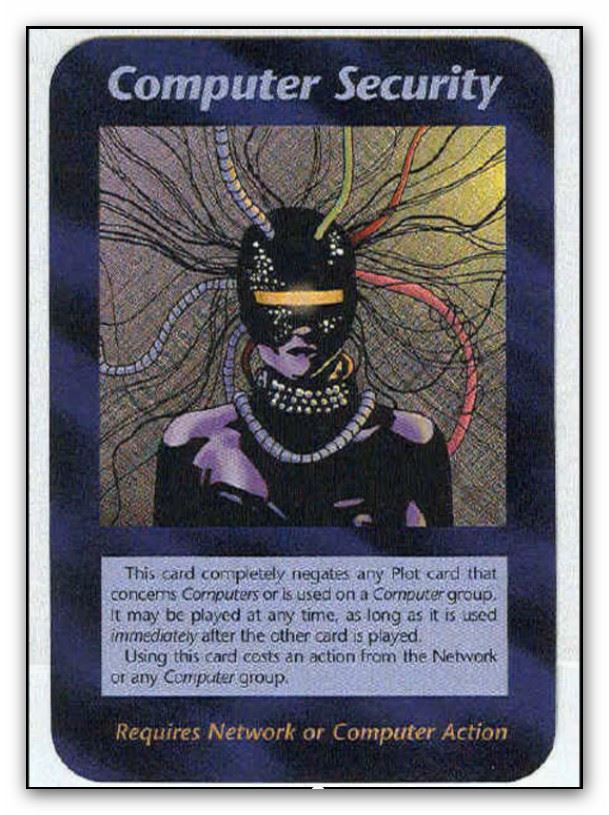 Computer Security
This card completely negates any Plot card that
concerns Computers or is used on a Computer group.
It may be played at any time, as long as it is used
immediately after the other card is played.
Using this card costs an action from the Network
or any Computer group.
Requires Network or Computer Action